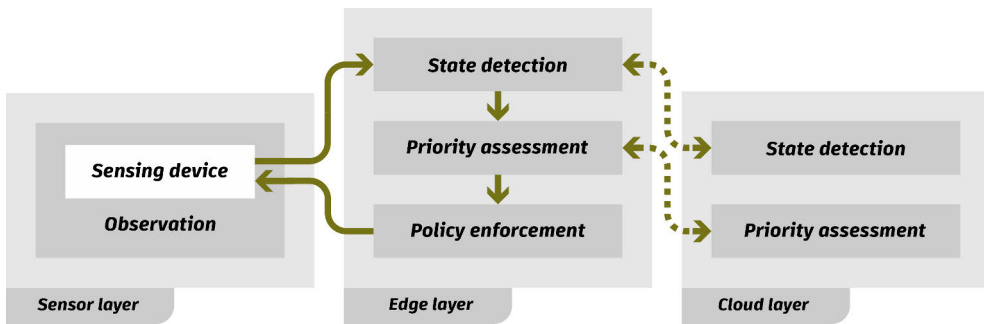 Sensing device
Observation
Sensor layer
State detection
Priority assessment
Policy enforcement
Edge layer
State detection
Priority assessment
Cloud layer